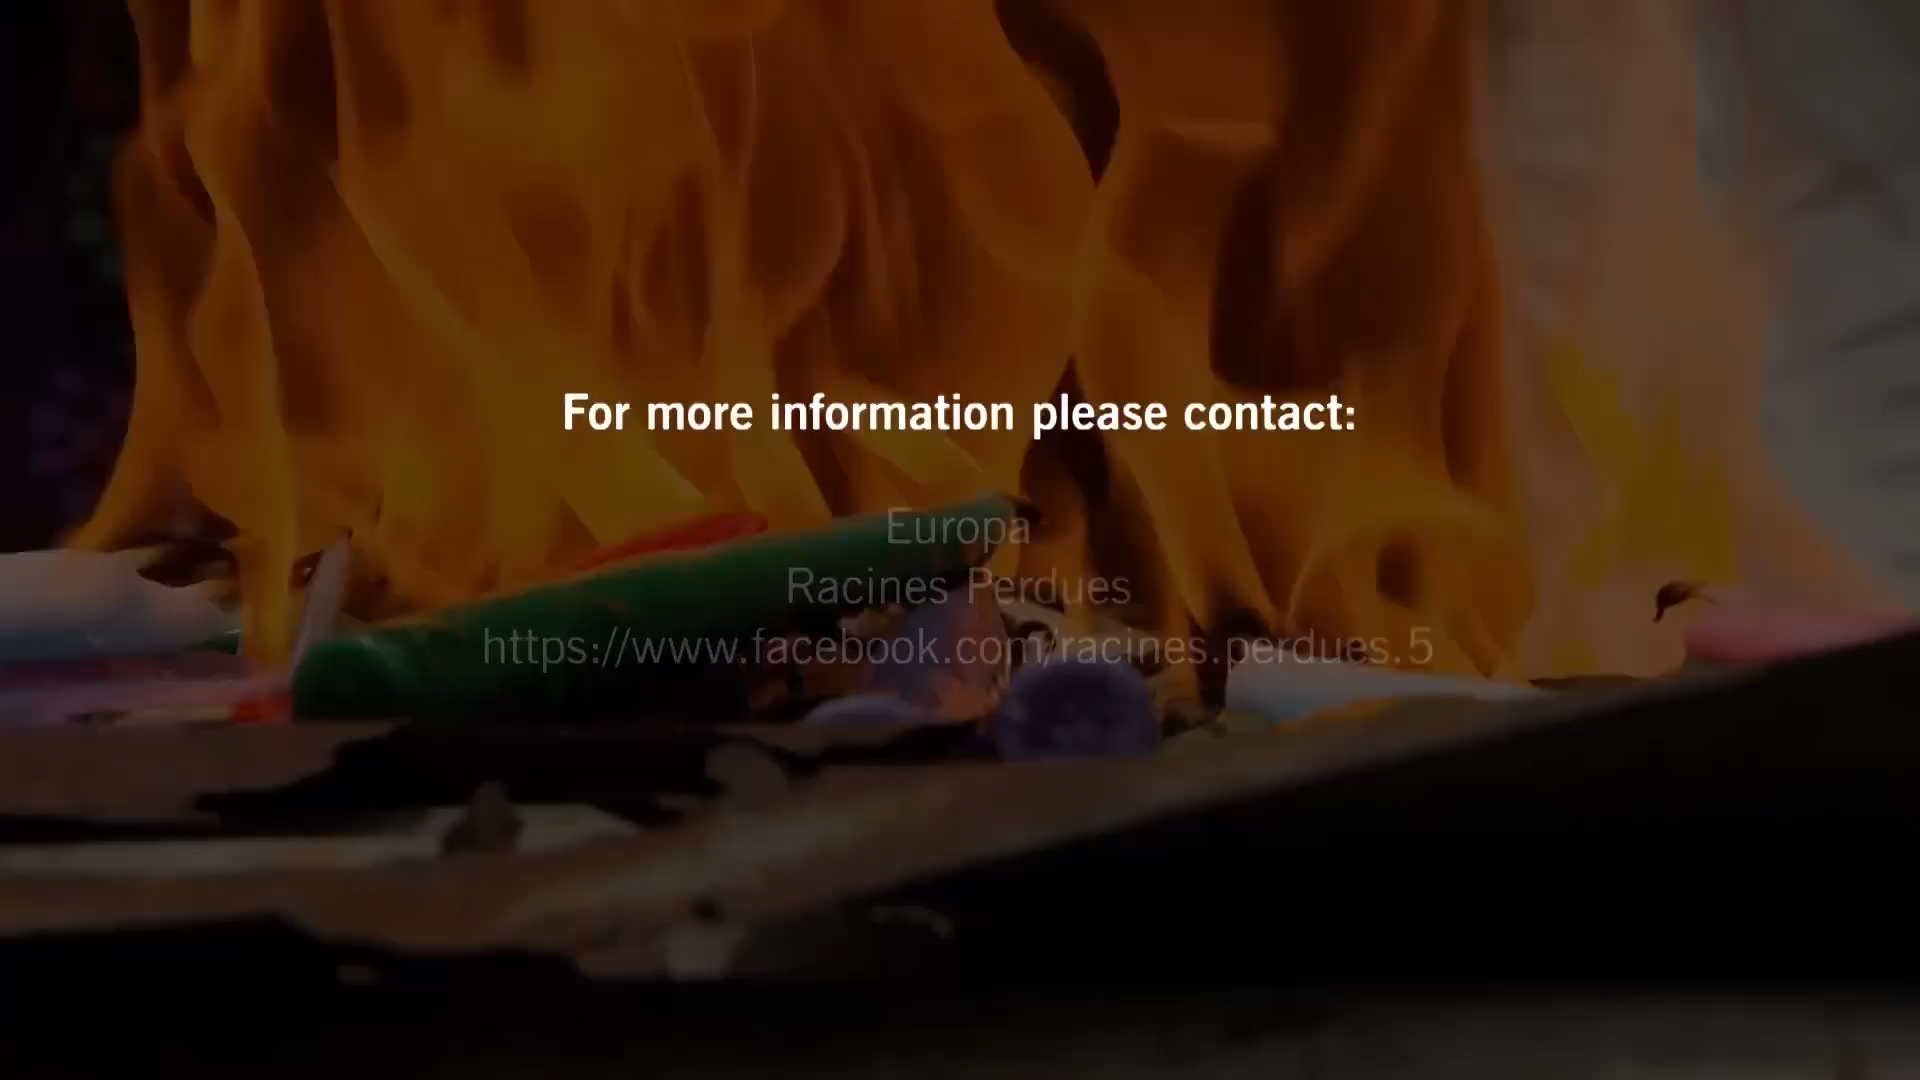 For more information please contact:
Europa
Racines Perdues
https://www.facebook.com/racines.perdues.5